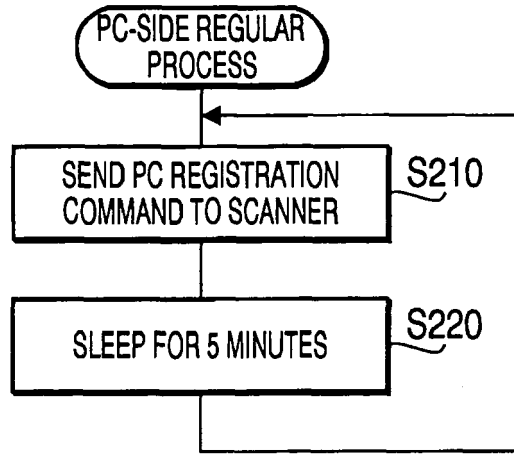 PC-SIDE REGULAR
PROCESS
SEND PC REGISTRATION
COMMAND TO SCANNER
S210
SLEEP FOR 5 MINUTES
S220